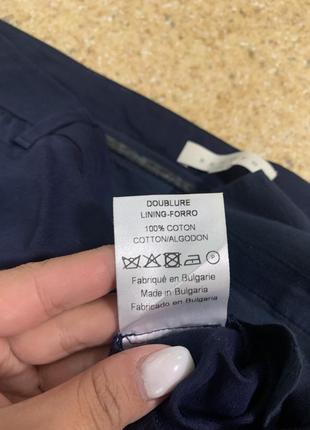 DOUBLURE
LINING-FORRO
100% COTON
COTTON/ALGODON
Fabriqué en Bulgarie
Made in Bulgaria
Fabricado en Bulgaria